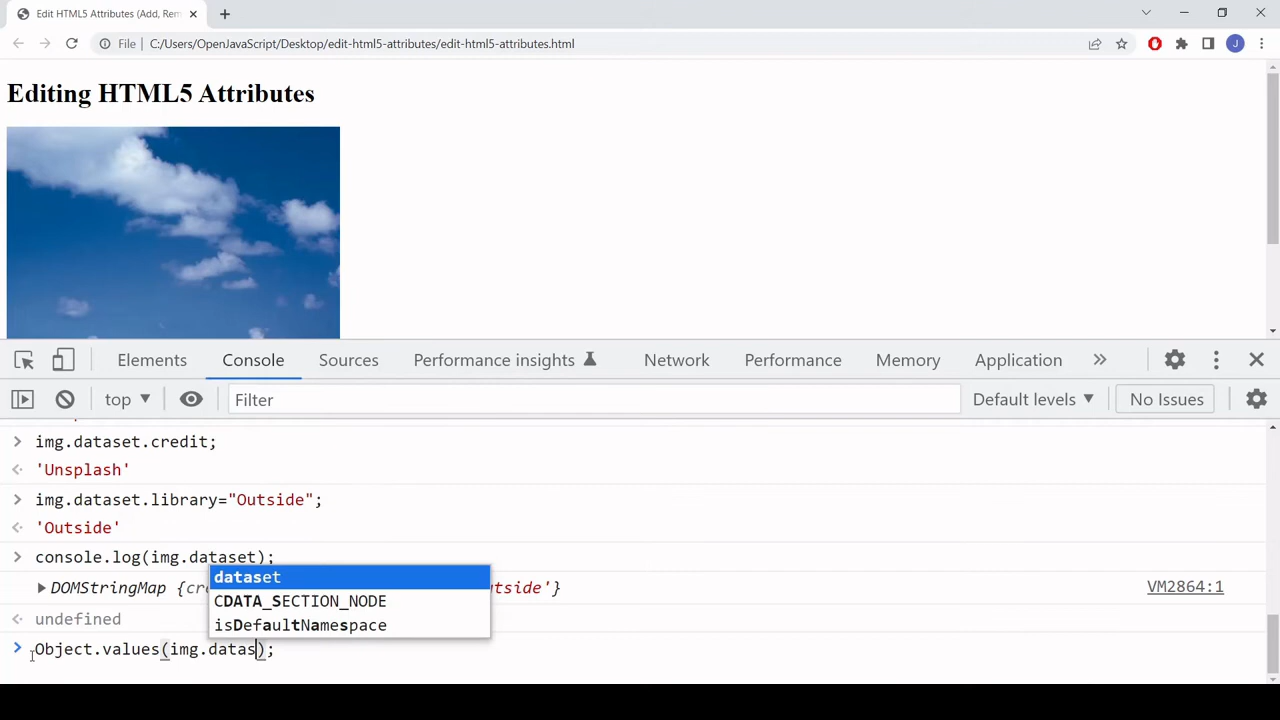 Edit HTML5 Attributes (Add, Rem
File C:/Users/OpenJavaScript/Desktop/edit-html5-attributes/edit-html5-attributes.html
J
Editing HTML5 Attributes
Elements Console Sources Performance insights Network Performance Memory Application
top Filter Default levels No Issues
img.dataset.credit;
'Unsplash'
img.dataset.library="Outside";
'Outside'
console.log(img.dataset);
DOMStringMap {cre utside'} VM2864:1
dataset
CDATA_SECTION_NODE
isDefaultNamespace
undefined
Object.values(img.datas);